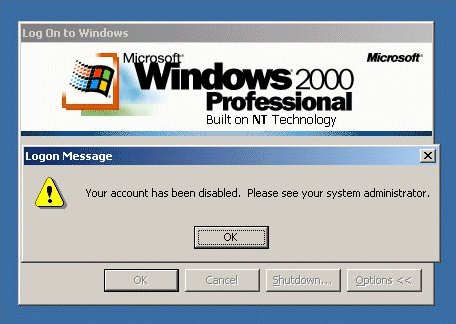 Log On to Windows
Microsoft
Microsoft
Windows 2000
Professional
Built on NT Technology
Logon Message
Your account has been disabled. Please see your system administrator.
OK
OK Cancel Shutdown... Options <<